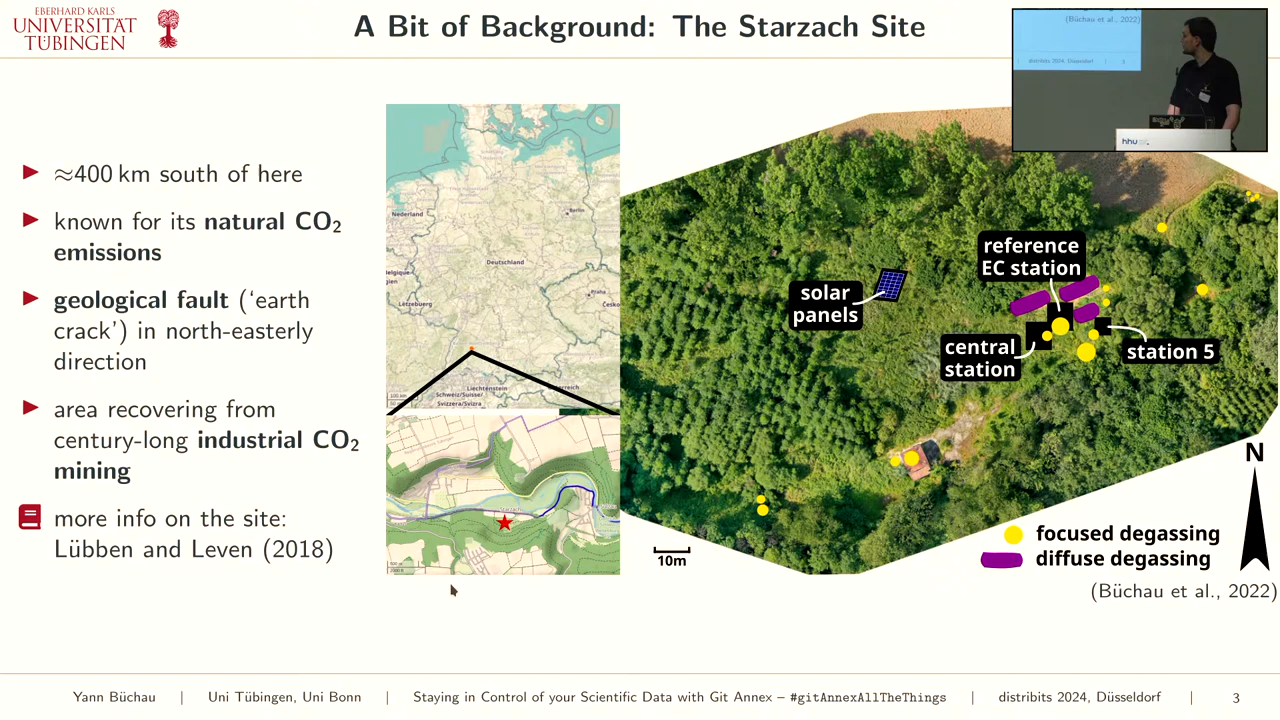 EBERHARD KARLS
UNIVERSITÄT
TÜBINGEN
A Bit of Background: The Starzach Site
(Büchau et al., 2022)
distribits 2024, Düsseldorf | 3
hhu
≈400 km south of here
known for its natural CO₂
emissions
geological fault (‘earth
crack’) in north-easterly
direction
area recovering from
century-long industrial CO₂
mining
more info on the site:
Lübben and Leven (2018)
Nederland
Berlin
Deutschland
Lëtzebuerg
Praha
Česko
Liechtenstein
Schweiz/Suisse/
Svizzera/Svizra
solar
panels
reference
EC station
central
station
station 5
N
10m
focused degassing
diffuse degassing
(Büchau et al., 2022)
Yann Büchau | Uni Tübingen, Uni Bonn | Staying in Control of your Scientific Data with Git Annex – #gitAnnexAllTheThings | distribits 2024, Düsseldorf | 3